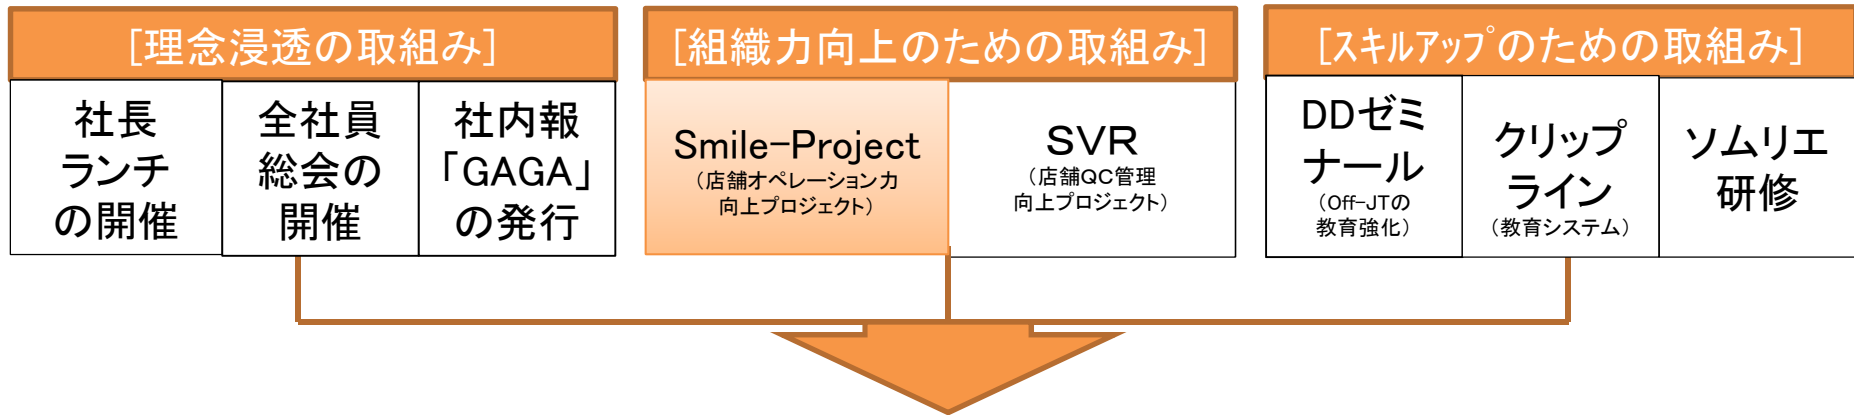 [理念浸透の取組み]
社長
ランチ
の開催
全社員
総会の
開催
社内報
「GAGA」
の発行
[組織力向上のための取組み]
Smile-Project
（店舗オペレーション力
向上プロジェクト）
SVR
（店舗QC管理
向上プロジェクト）
[スキルアップのための取組み]
DDゼミ
ナール
（Off-JTの
教育強化）
クリップ
ライン
（教育システム）
ソムリエ
研修